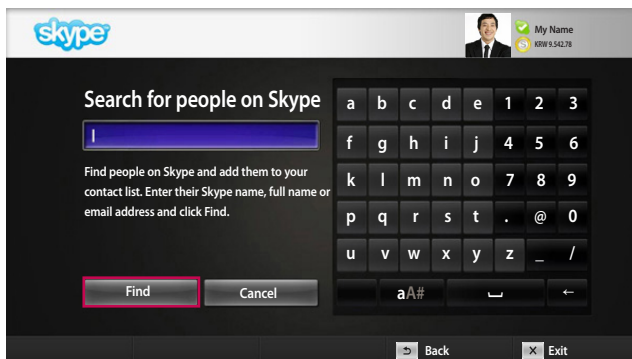 skype
My Name
S KRW 9.542.78
Search for people on Skype
Find people on Skype and add them to your
contact list. Enter their Skype name, full name or
email address and click Find.
Find Cancel
a b c d e 1 2 3
f g h i j 4 5 6
k l m n o 7 8 9
p q r s t . @ 0
u v w x y z _ /
aA# ␣ ←
Back X Exit